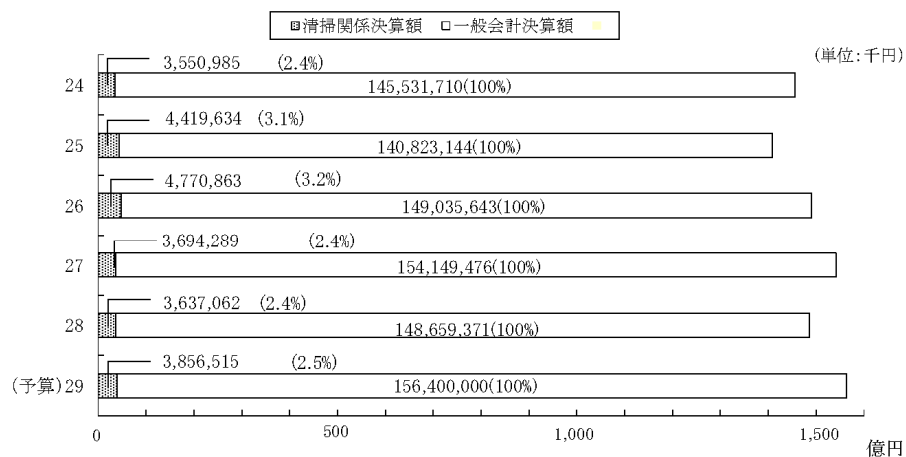 清掃関係決算額 一般会計決算額
(単位:千円)
3,550,985 (2.4%)
24 145,531,710(100%)
4,419,634 (3.1%)
25 140,823,144(100%)
4,770,863 (3.2%)
26 149,035,643(100%)
3,694,289 (2.4%)
27 154,149,476(100%)
3,637,062 (2.4%)
28 148,659,371(100%)
3,856,515 (2.5%)
(予算)29 156,400,000(100%)
0 500 1,000 1,500
億円